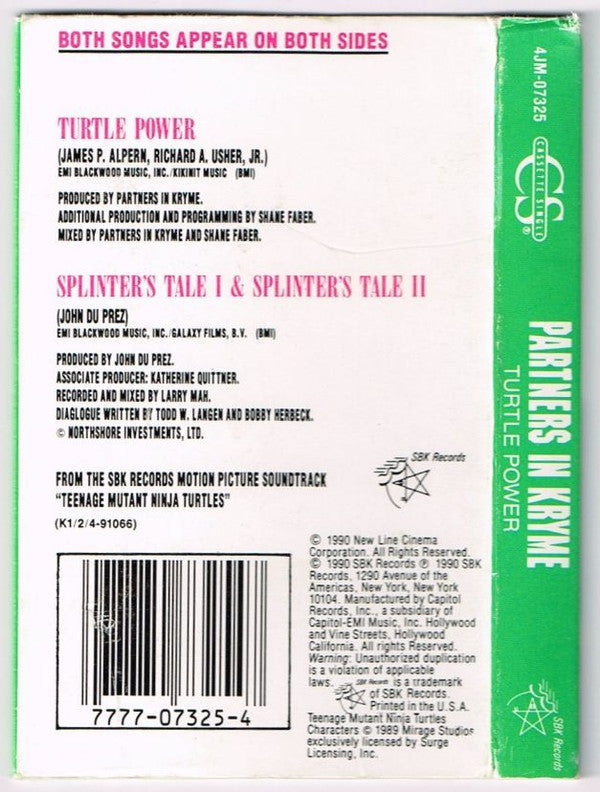 BOTH SONGS APPEAR ON BOTH SIDES
TURTLE POWER
(JAMES P. ALPERN, RICHARD A. USHER, JR.)
EMI BLACKWOOD MUSIC, INC./KIKINIT MUSIC (BMI)
PRODUCED BY PARTNERS IN KRYME.
ADDITIONAL PRODUCTION AND PROGRAMMING BY SHANE FABER.
MIXED BY PARTNERS IN KRYME AND SHANE FABER.
SPLINTER'S TALE I & SPLINTER'S TALE II
(JOHN DU PREZ)
EMI BLACKWOOD MUSIC, INC./GALAXY FILMS, B.V. (BMI)
PRODUCED BY JOHN DU PREZ.
ASSOCIATE PRODUCER: KATHERINE QUITTNER.
RECORDED AND MIXED BY LARRY MAH.
DIAGLOGUE WRITTEN BY TODD W. LANGEN AND BOBBY HERBECK.
© NORTHSHORE INVESTMENTS, LTD.
FROM THE SBK RECORDS MOTION PICTURE SOUNDTRACK
"TEENAGE MUTANT NINJA TURTLES"
(K1/2/4-91066)
SBK Records
7777-07325-4
© 1990 New Line Cinema
Corporation. All Rights Reserved.
© 1990 SBK Records ℗ 1990 SBK
Records, 1290 Avenue of the
Americas, New York, New York
10104. Manufactured by Capitol
Records, Inc., a subsidiary of
Capitol-EMI Music, Inc. Hollywood
and Vine Streets, Hollywood
California. All rights Reserved.
Warning: Unauthorized duplication
is a violation of applicable
laws. SBK Records is a trademark
of SBK Records.
Printed in the U.S.A.
Teenage Mutant Ninja Turtles
Characters © 1989 Mirage Studios
exclusively licensed by Surge
Licensing, Inc.
4JM-07325
CS CASSETTE SINGLE ®
PARTNERS IN KRYME
TURTLE POWER
SBK Records